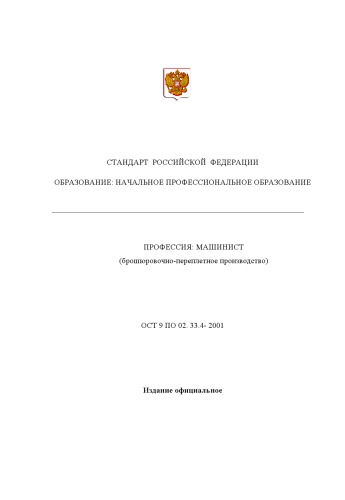 СТАНДАРТ РОССИЙСКОЙ ФЕДЕРАЦИИ
ОБРАЗОВАНИЕ: НАЧАЛЬНОЕ ПРОФЕССИОНАЛЬНОЕ ОБРАЗОВАНИЕ
ПРОФЕССИЯ: МАШИНИСТ
(брошюровочно-переплетное производство)
ОСТ 9 ПО 02. 33.4- 2001
Издание официальное